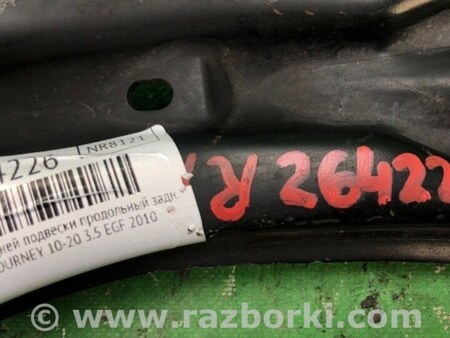 NR8121
4226
ней подвески продольный задн
OURNEY 10-20 3.5 EGF 2010
26422
www.razborki.com